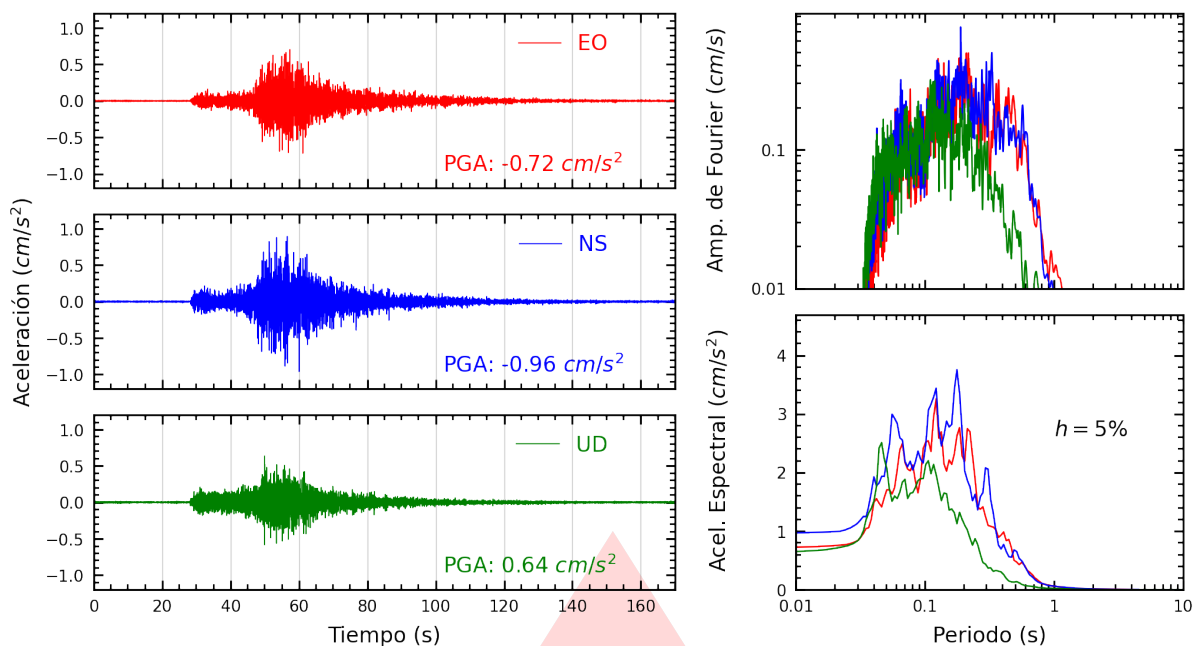 Aceleración (cm/s²)
1.0
0.5
0.0
−0.5
−1.0
EO
PGA: -0.72 cm/s²
1.0
0.5
0.0
−0.5
−1.0
NS
PGA: -0.96 cm/s²
1.0
0.5
0.0
−0.5
−1.0
UD
PGA: 0.64 cm/s²
0 20 40 60 80 100 120 140 160
Tiempo (s)
Amp. de Fourier (cm/s)
0.1
0.01
Acel. Espectral (cm/s²)
4
3
2
1
0
h = 5%
0.01 0.1 1 10
Periodo (s)